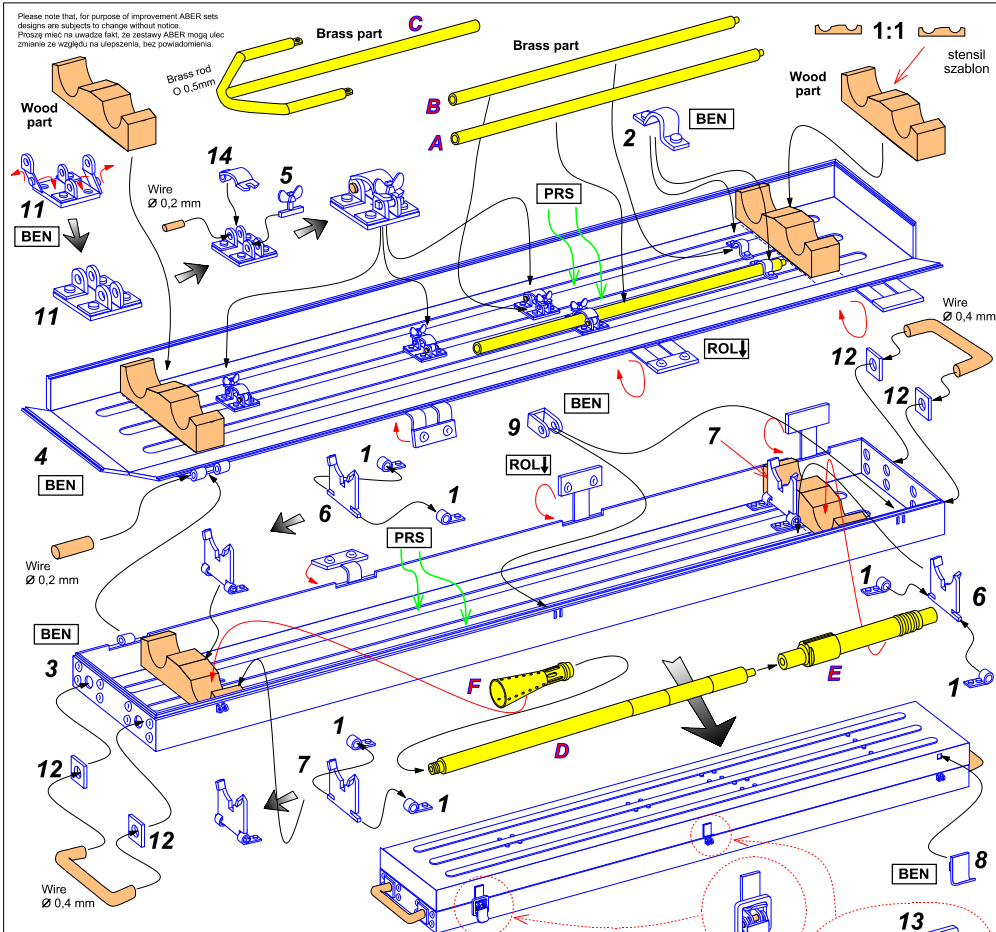 Please note that, for purpose of improvement ABER sets
designs are subjects to change without notice.
Proszę mieć na uwadze fakt, że zestawy ABER mogą ulec
zmianie ze względu na ulepszenia, bez powiadomienia.
C
Brass part
Brass part
1:1
stensil
szablon
Brass rod
O 0,5mm
Wood
part
Wood
part
B
A
2
BEN
14
5
11
Wire
Ø 0,2 mm
BEN
PRS
11
Wire
Ø 0,4 mm
12
ROL↓
12
BEN
9
7
4
BEN
1
6
1
ROL↓
PRS
Wire
Ø 0,2 mm
1
6
BEN
3
F
E
1
D
1
7
1
12
12
Wire
Ø 0,4 mm
BEN
8
13